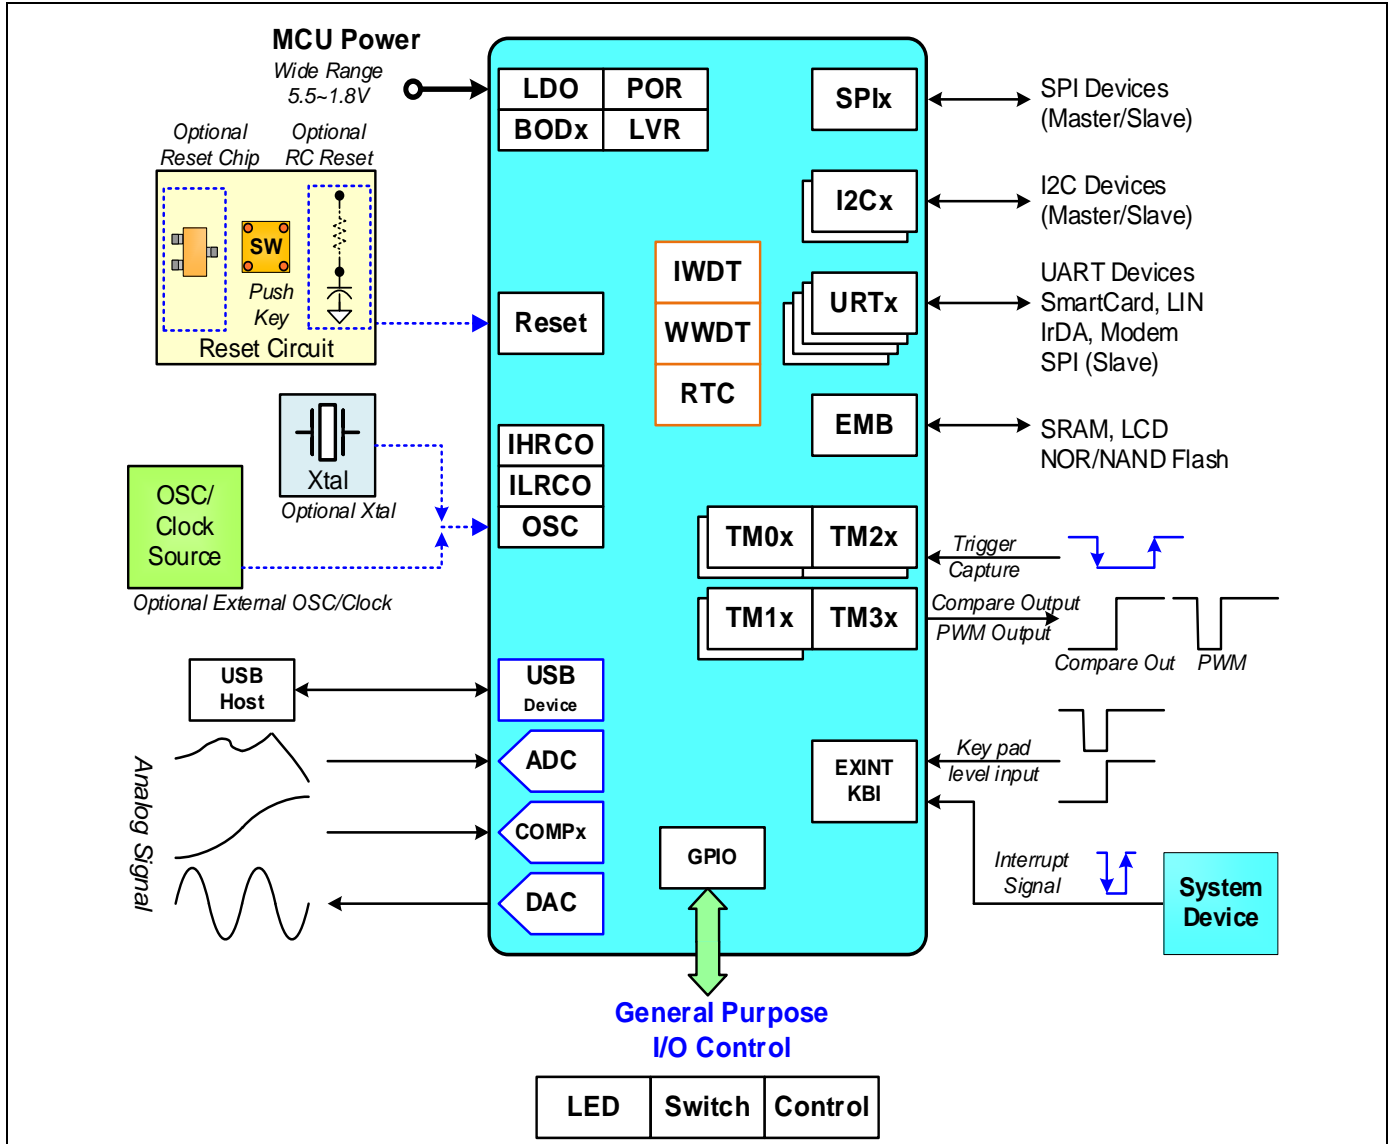 MCU Power
Wide Range
5.5~1.8V
LDO
POR
BODx
LVR
Optional
Reset Chip
Optional
RC Reset
SW
Push
Key
Reset Circuit
Reset
Xtal
Optional Xtal
OSC/
Clock
Source
Optional External OSC/Clock
IHRCO
ILRCO
OSC
USB
Host
USB
Device
Analog Signal
ADC
COMPx
DAC
IWDT
WWDT
RTC
SPIx
SPI Devices
(Master/Slave)
I2Cx
I2C Devices
(Master/Slave)
URTx
UART Devices
SmartCard, LIN
IrDA, Modem
SPI (Slave)
EMB
SRAM, LCD
NOR/NAND Flash
TM0x
TM2x
Trigger
Capture
TM1x
TM3x
Compare Output
PWM Output
Compare Out
PWM
EXINT
KBI
Key pad
level input
Interrupt
Signal
System
Device
GPIO
General Purpose
I/O Control
LED
Switch
Control